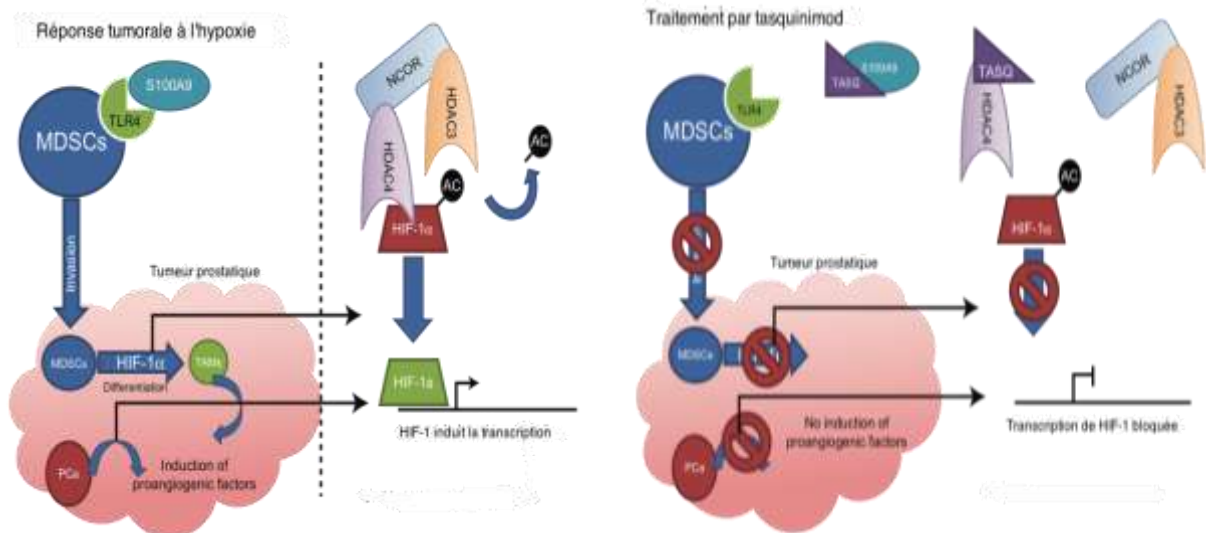 Réponse tumorale à l'hypoxie
S100A9
TLR4
MDSCs
Invasion
Tumeur prostatique
MDSCs
HIF-1α
TAMs
Differentiation
PCa
Induction of
proangiogenic factors
NCOR
HDAC3
HDAC4
AC
AC
HIF-1α
HIF-1α
HIF-1 induit la transcription
Traitement par tasquinimod
TASQ
S100A9
TLR4
MDSCs
Tumeur prostatique
MDSCs
PCa
No induction of
proangiogenic factors
TASQ
HDAC4
NCOR
HDAC3
AC
HIF-1α
Transcription de HIF-1 bloquée